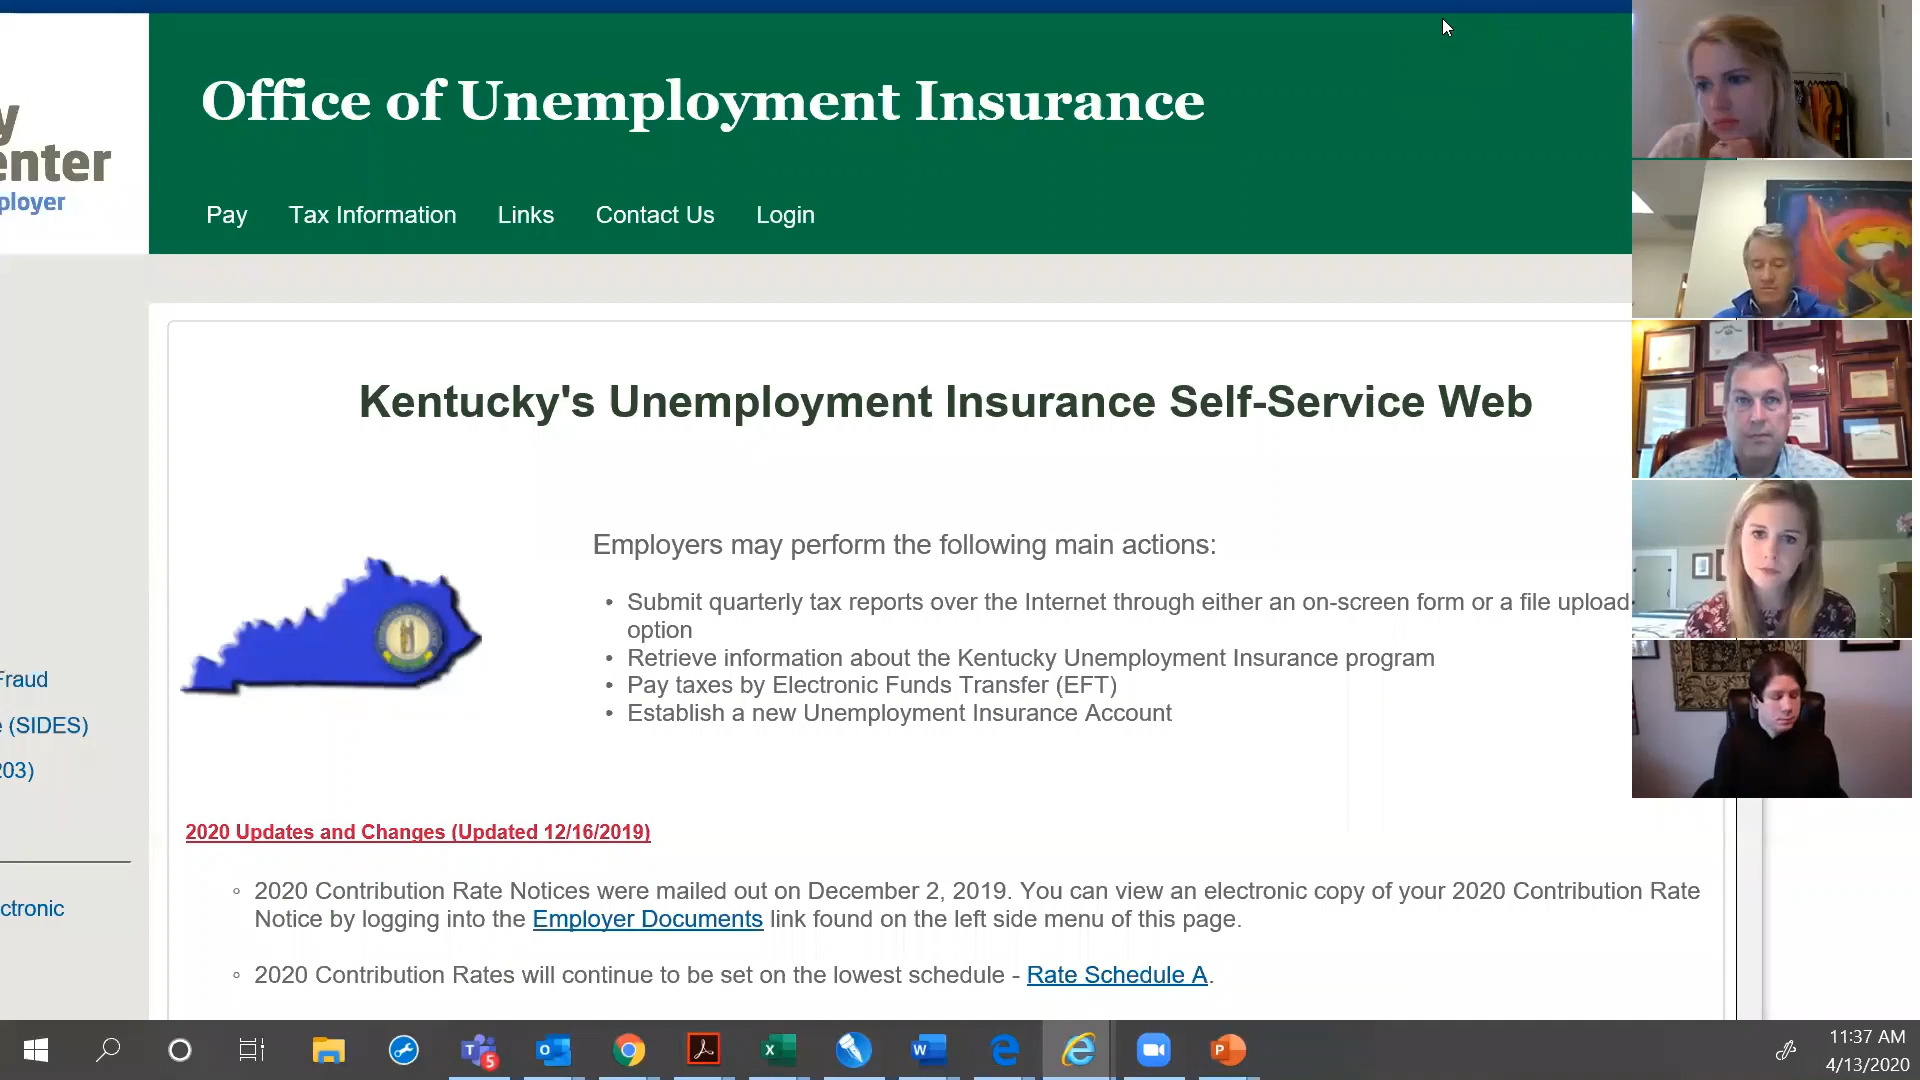 Office of Unemployment Insurance
y
enter
ployer
Pay Tax Information Links Contact Us Login
Kentucky's Unemployment Insurance Self-Service Web
Employers may perform the following main actions:
• Submit quarterly tax reports over the Internet through either an on-screen form or a file upload
option
• Retrieve information about the Kentucky Unemployment Insurance program
• Pay taxes by Electronic Funds Transfer (EFT)
• Establish a new Unemployment Insurance Account
Fraud
e (SIDES)
203)
ctronic
2020 Updates and Changes (Updated 12/16/2019)
◦ 2020 Contribution Rate Notices were mailed out on December 2, 2019. You can view an electronic copy of your 2020 Contribution Rate
Notice by logging into the Employer Documents link found on the left side menu of this page.
◦ 2020 Contribution Rates will continue to be set on the lowest schedule - Rate Schedule A.
11:37 AM
4/13/2020